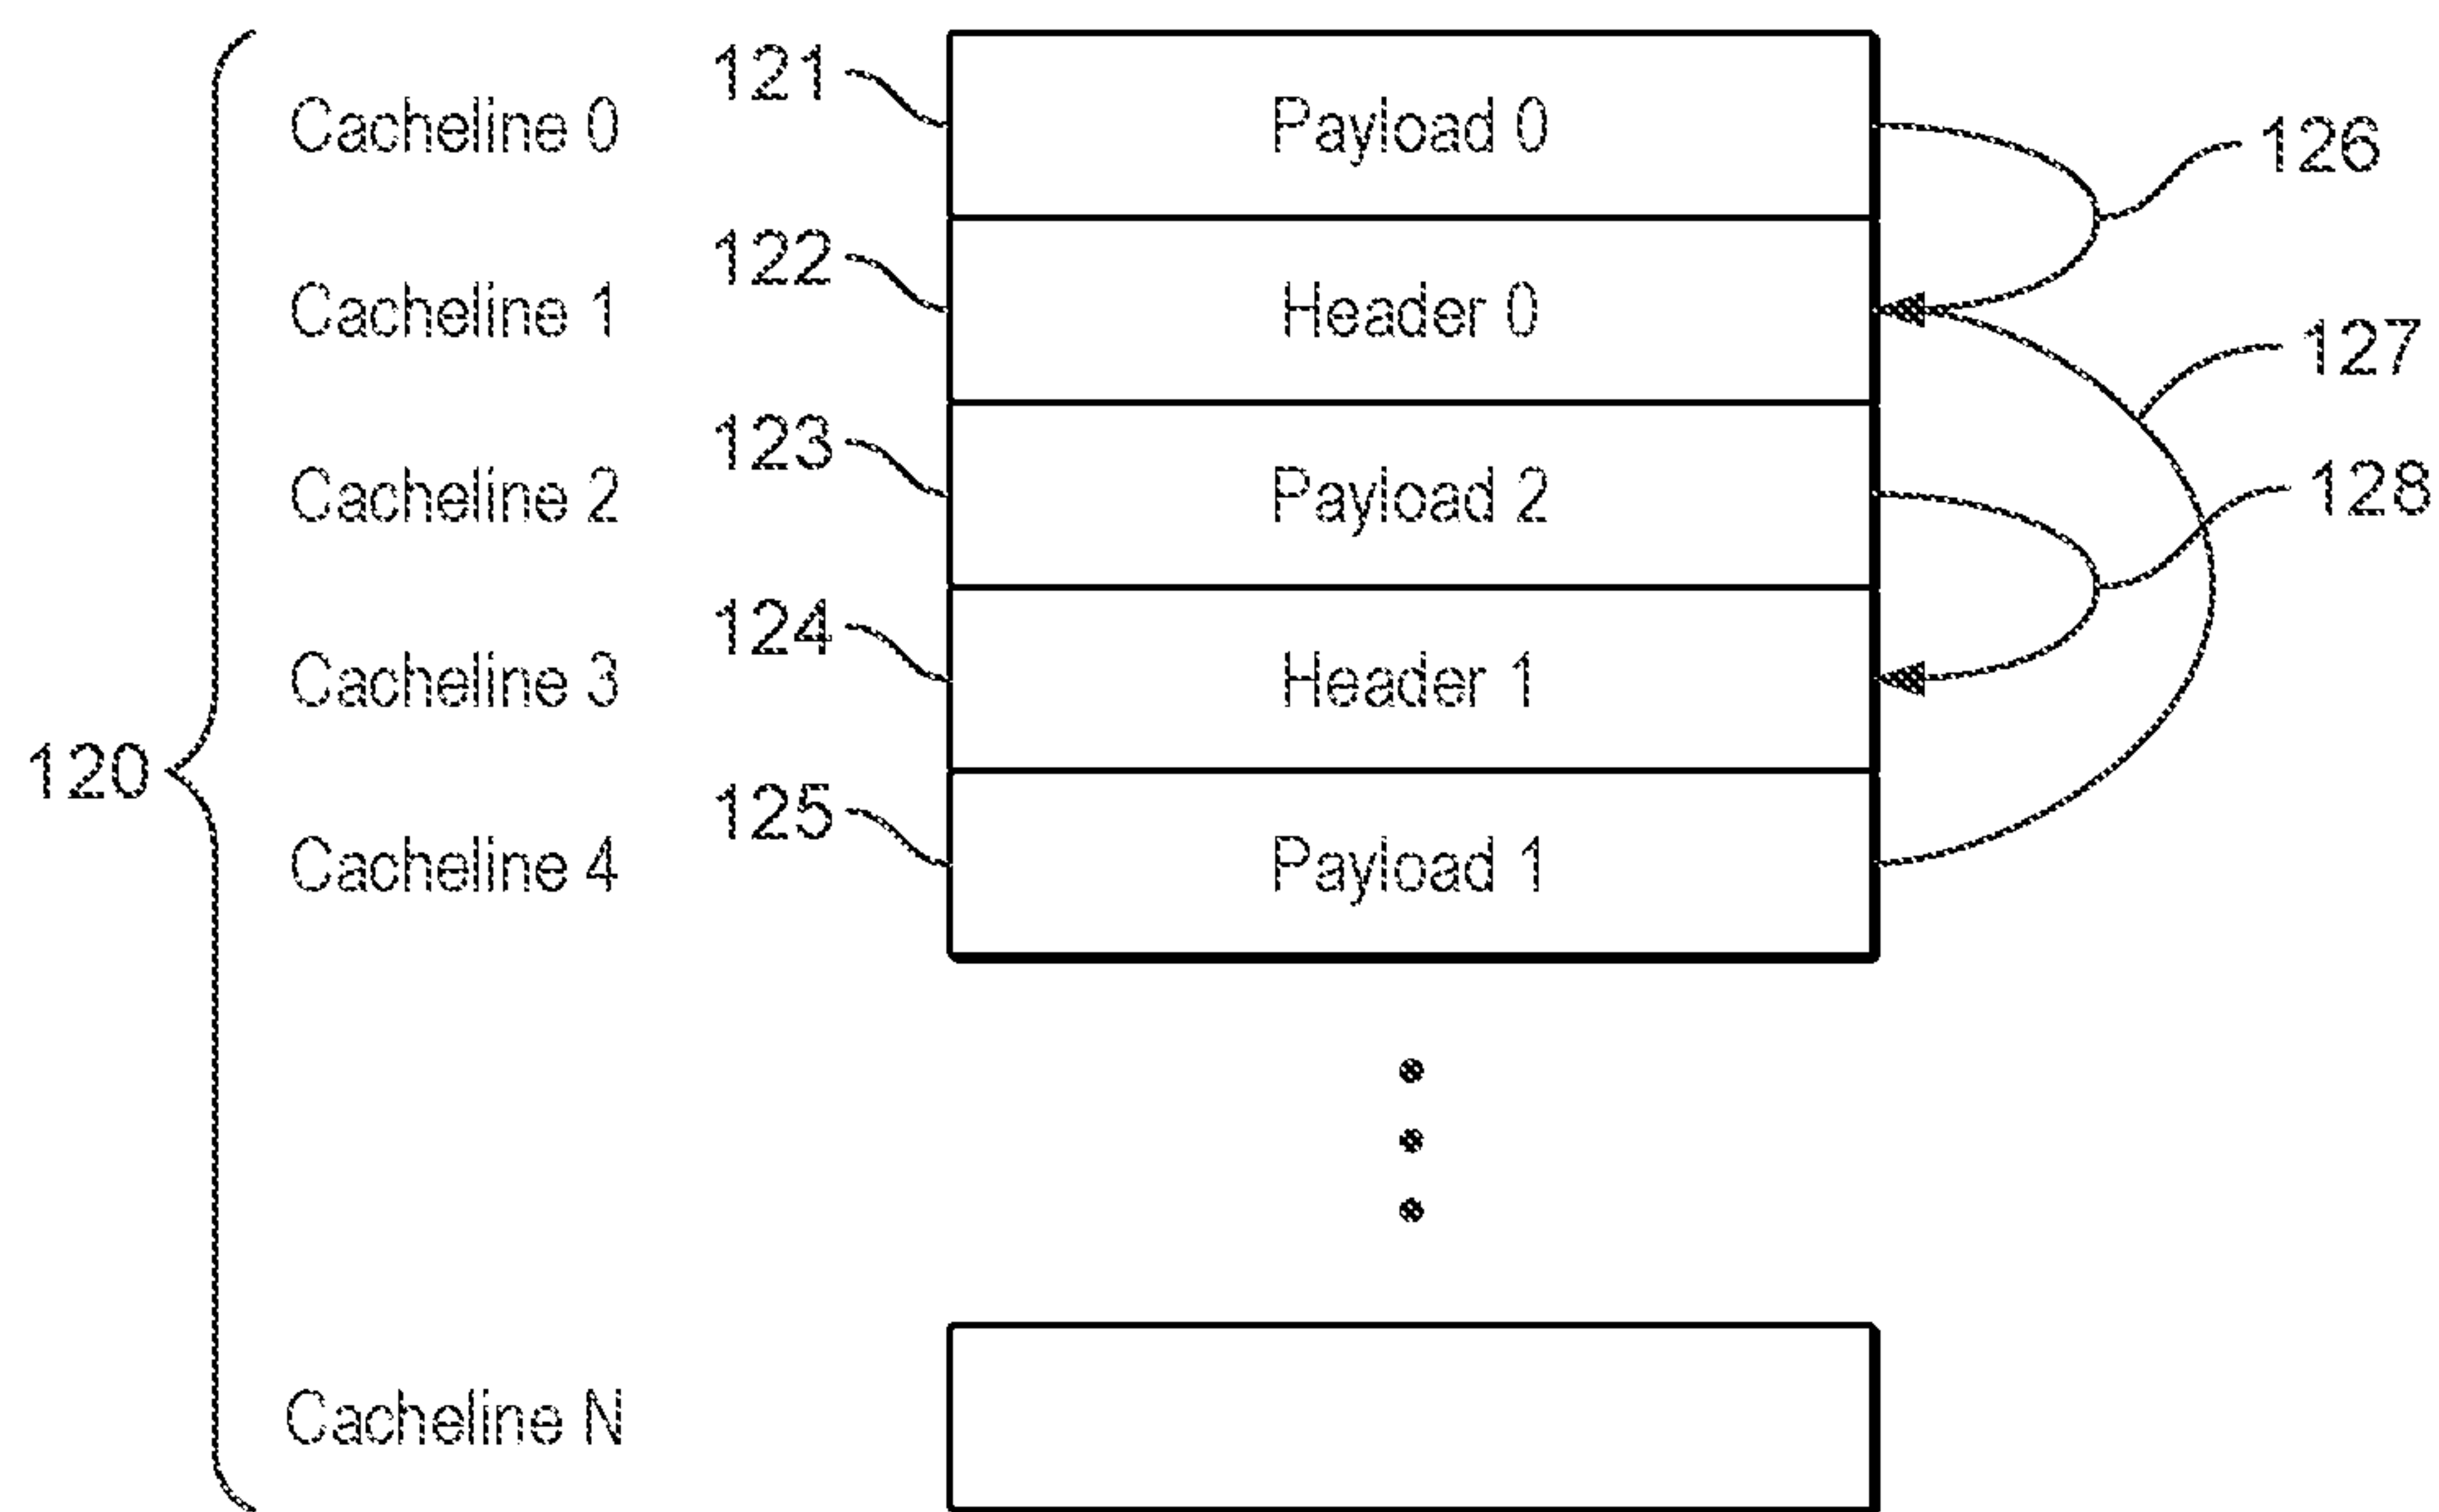 121
Cacheline 0
Payload 0
126
122
Cacheline 1
Header 0
127
123
Cacheline 2
Payload 2
128
124
Cacheline 3
Header 1
120
125
Cacheline 4
Payload 1
Cacheline N